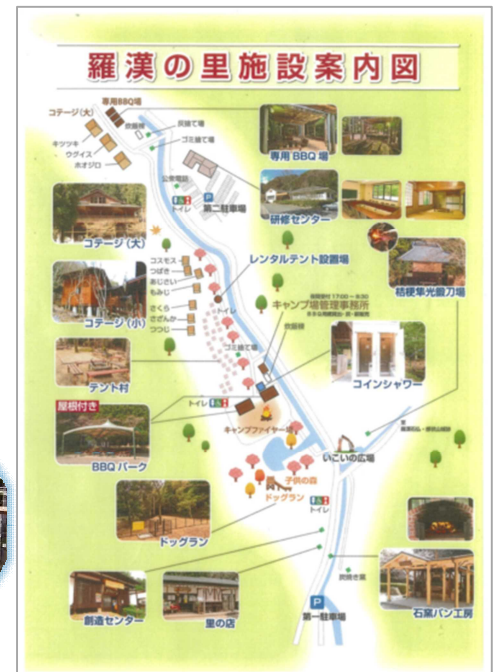 羅漢の里施設案内図
専用BBQ場
コテージ(大)
炊飯棟
灰捨て場
ゴミ捨て場
キツツキ
ウグイス
ホオジロ
公衆電話
トイレ
P
第二駐車場
専用BBQ場
研修センター
コテージ(大)
コスモス
つばき
あじさい
もみじ
さくら
さざんか
つつじ
レンタルテント設置場
トイレ
桔梗隼光鍛刀場
コテージ(小)
キャンプ場管理事務所
炊飯棟
ゴミ捨て場
テント村
コインシャワー
屋根付き
トイレ
BBQパーク
キャンプファイヤー場
いこいの広場
子供の森
ドッグラン
トイレ
ドッグラン
炭焼き窯
創造センター
里の店
P
第一駐車場
石窯パン工房